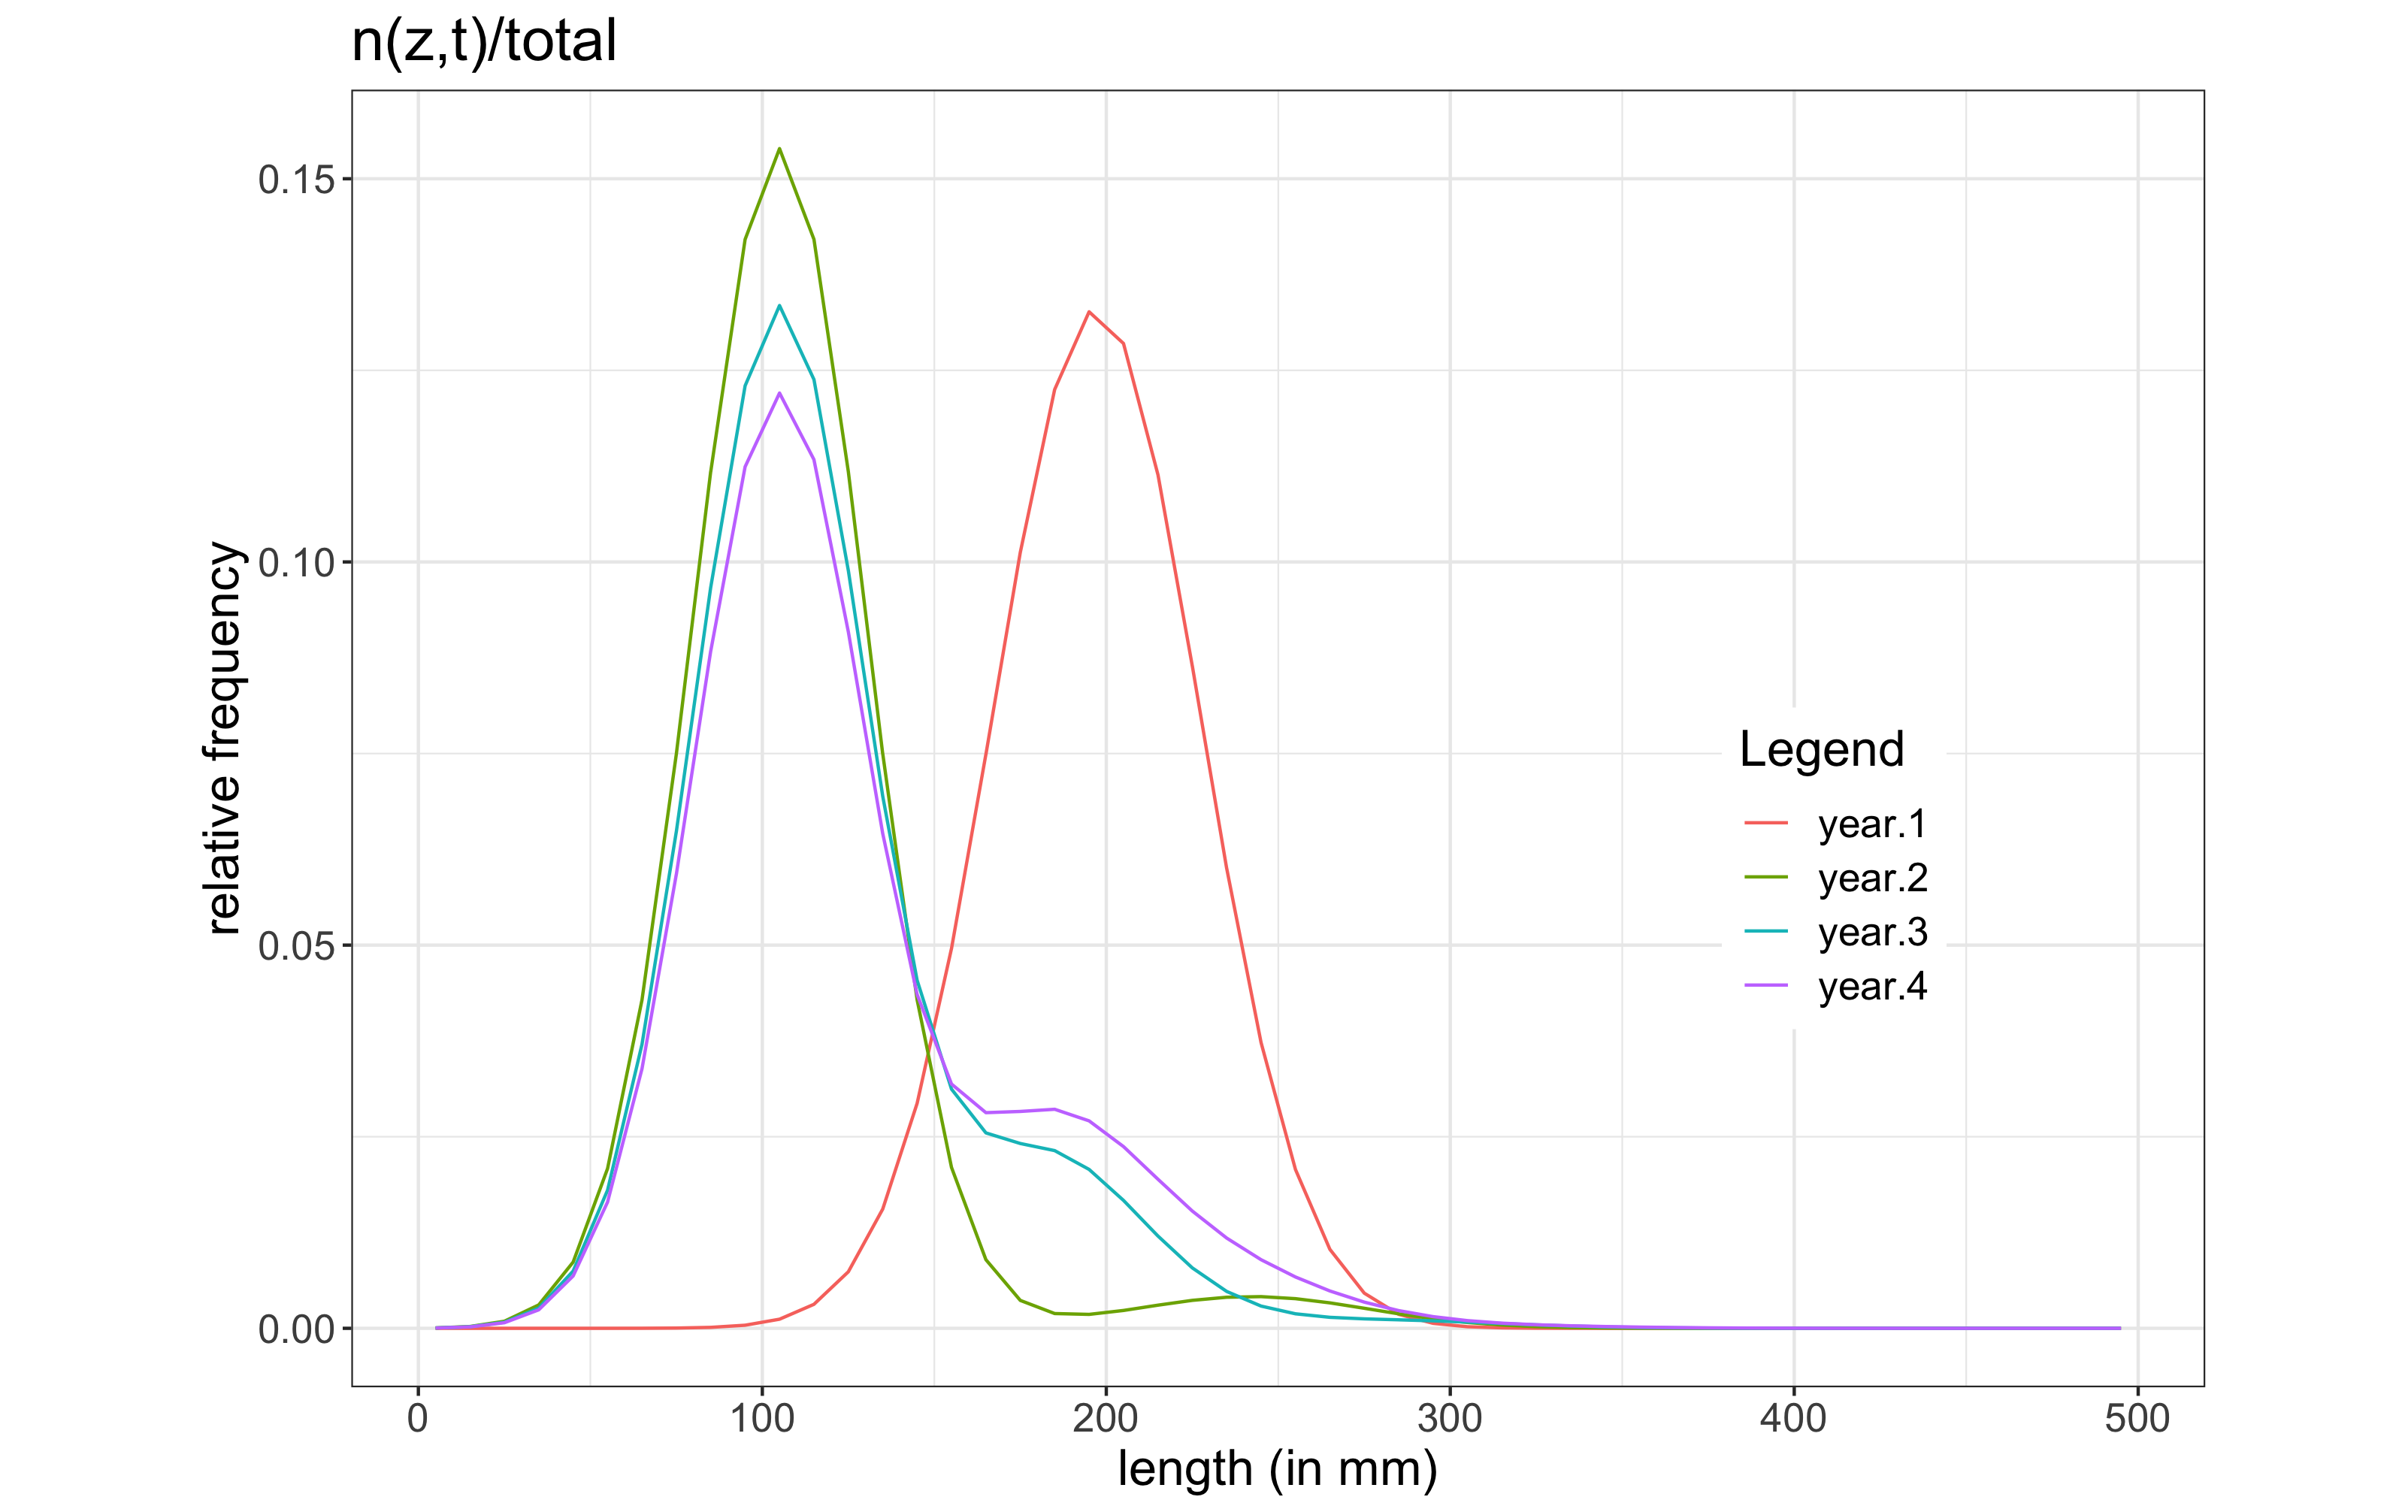 n(z,t)/total
0.15
0.10
0.05
0.00
relative frequency
0
100
200
300
400
500
length (in mm)
Legend
year.1
year.2
year.3
year.4